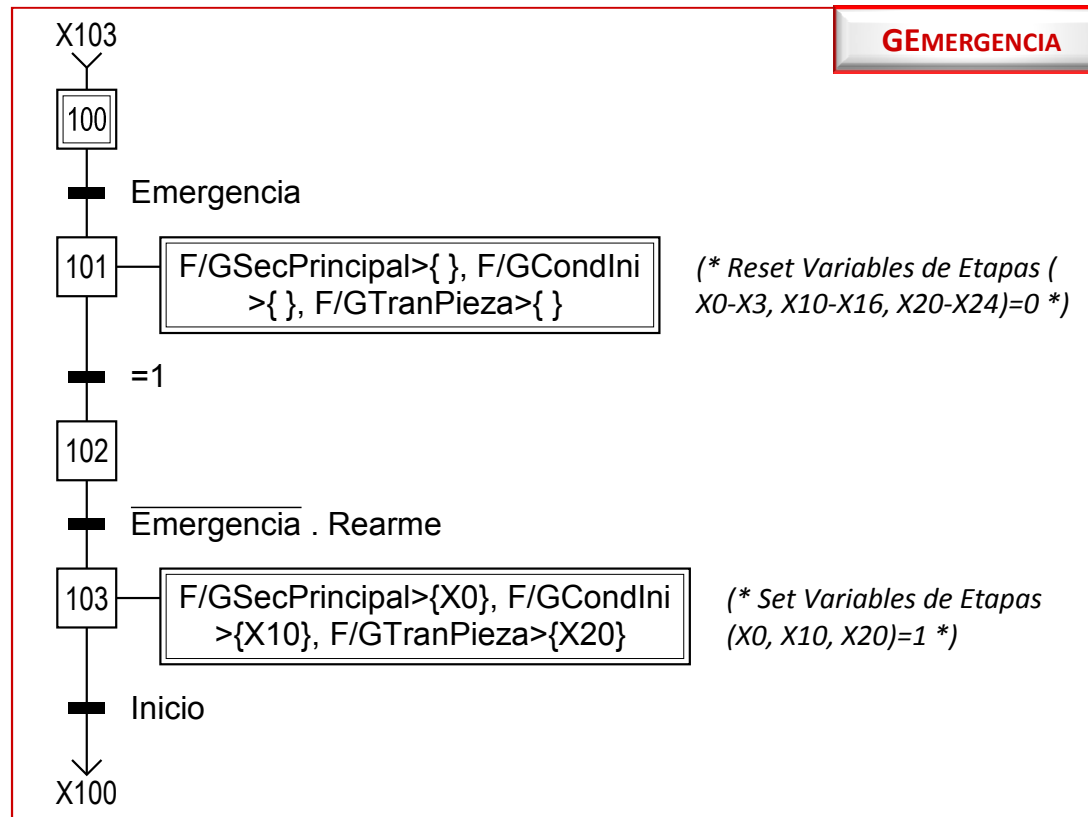 X103
GEMERGENCIA
100
Emergencia
101
F/GSecPrincipal>{ }, F/GCondIni
>{ }, F/GTranPieza>{ }
(* Reset Variables de Etapas (
X0-X3, X10-X16, X20-X24)=0 *)
=1
102
Emergencia . Rearme
103
F/GSecPrincipal>{X0}, F/GCondIni
>{X10}, F/GTranPieza>{X20}
(* Set Variables de Etapas
(X0, X10, X20)=1 *)
Inicio
X100